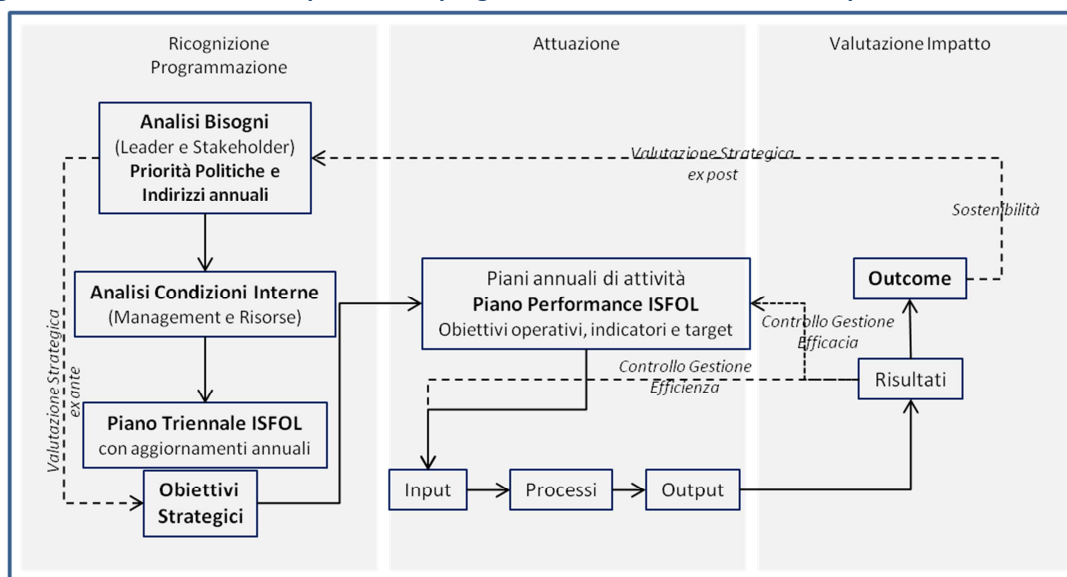 Ricognizione
Programmazione
Attuazione
Valutazione Impatto
Analisi Bisogni
(Leader e Stakeholder)
Priorità Politiche e
Indirizzi annuali
Valutazione Strategica
ex post
Sostenibilità
Analisi Condizioni Interne
(Management e Risorse)
Piani annuali di attività
Piano Performance ISFOL
Obiettivi operativi, indicatori e target
Outcome
Controllo Gestione
Efficacia
Controllo Gestione
Efficienza
Risultati
Valutazione Strategica
ex ante
Piano Triennale ISFOL
con aggiornamenti annuali
Obiettivi
Strategici
Input
Processi
Output